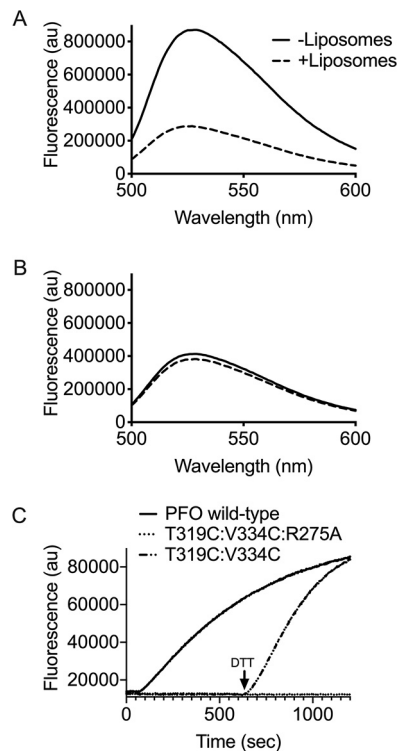 A
Fluorescence (au)
800000
600000
400000
200000
0
-Liposomes
+Liposomes
500
550
600
Wavelength (nm)
B
Fluorescence (au)
800000
600000
400000
200000
0
500
550
600
Wavelength (nm)
C
PFO wild-type
T319C:V334C:R275A
T319C:V334C
Fluorescence (au)
80000
60000
40000
20000
DTT
0
500
1000
Time (sec)